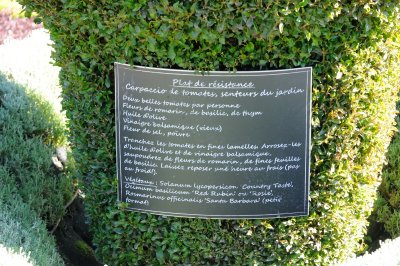 Plat de résistance
Carpaccio de tomates, senteurs du jardin
Deux belles tomates par personne
Fleurs de romarin, de basilic, de thym
Huile d'olive
Vinaigre balsamique (vieux)
Fleur de sel, poivre
Tranchez les tomates en fines lamelles. Arrosez-les
d'huile d'olive et de vinaigre balsamique,
saupoudrez de fleurs de romarin, de fines feuilles
de basilic. Laissez reposer une heure au frais (pas
au froid)!
Végétaux: Solanum lycopersicon 'Country Taste'
Ocimum basilicum 'Red Rubin' ou 'Rosie'
Rosmarinus officinalis 'Santa Barbara' (petit
format)